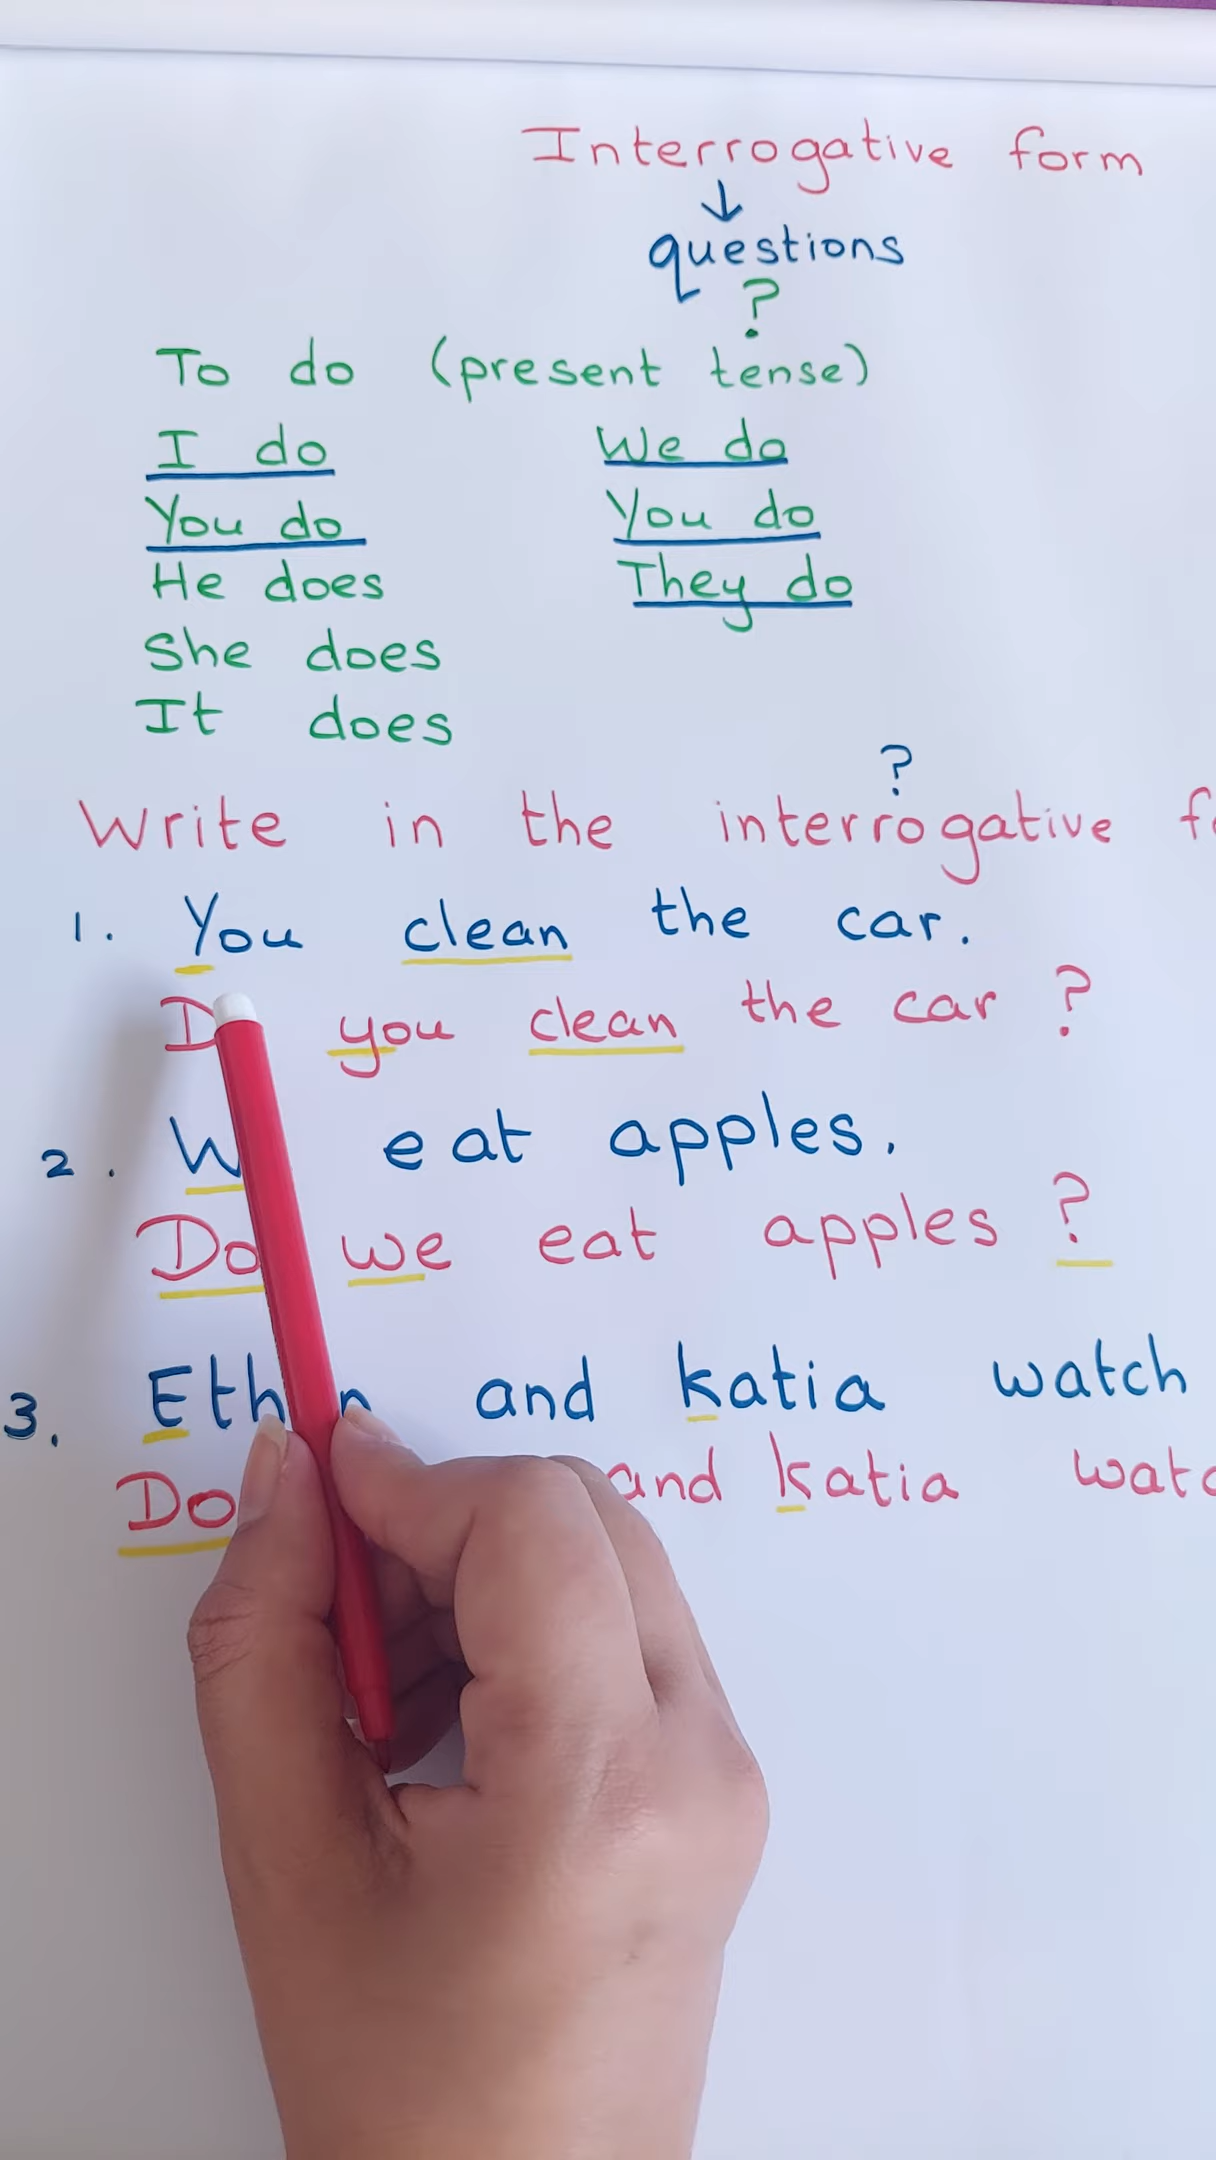 Interrogative form
↓
questions
?
To do (present tense)
I do We do
You do You do
He does They do
She does
It does
?
Write in the interrogative
1. You clean the car.
you clean the car ?
2. eat apples.
Do we eat apples ?
3. and katia watch
Do and katia